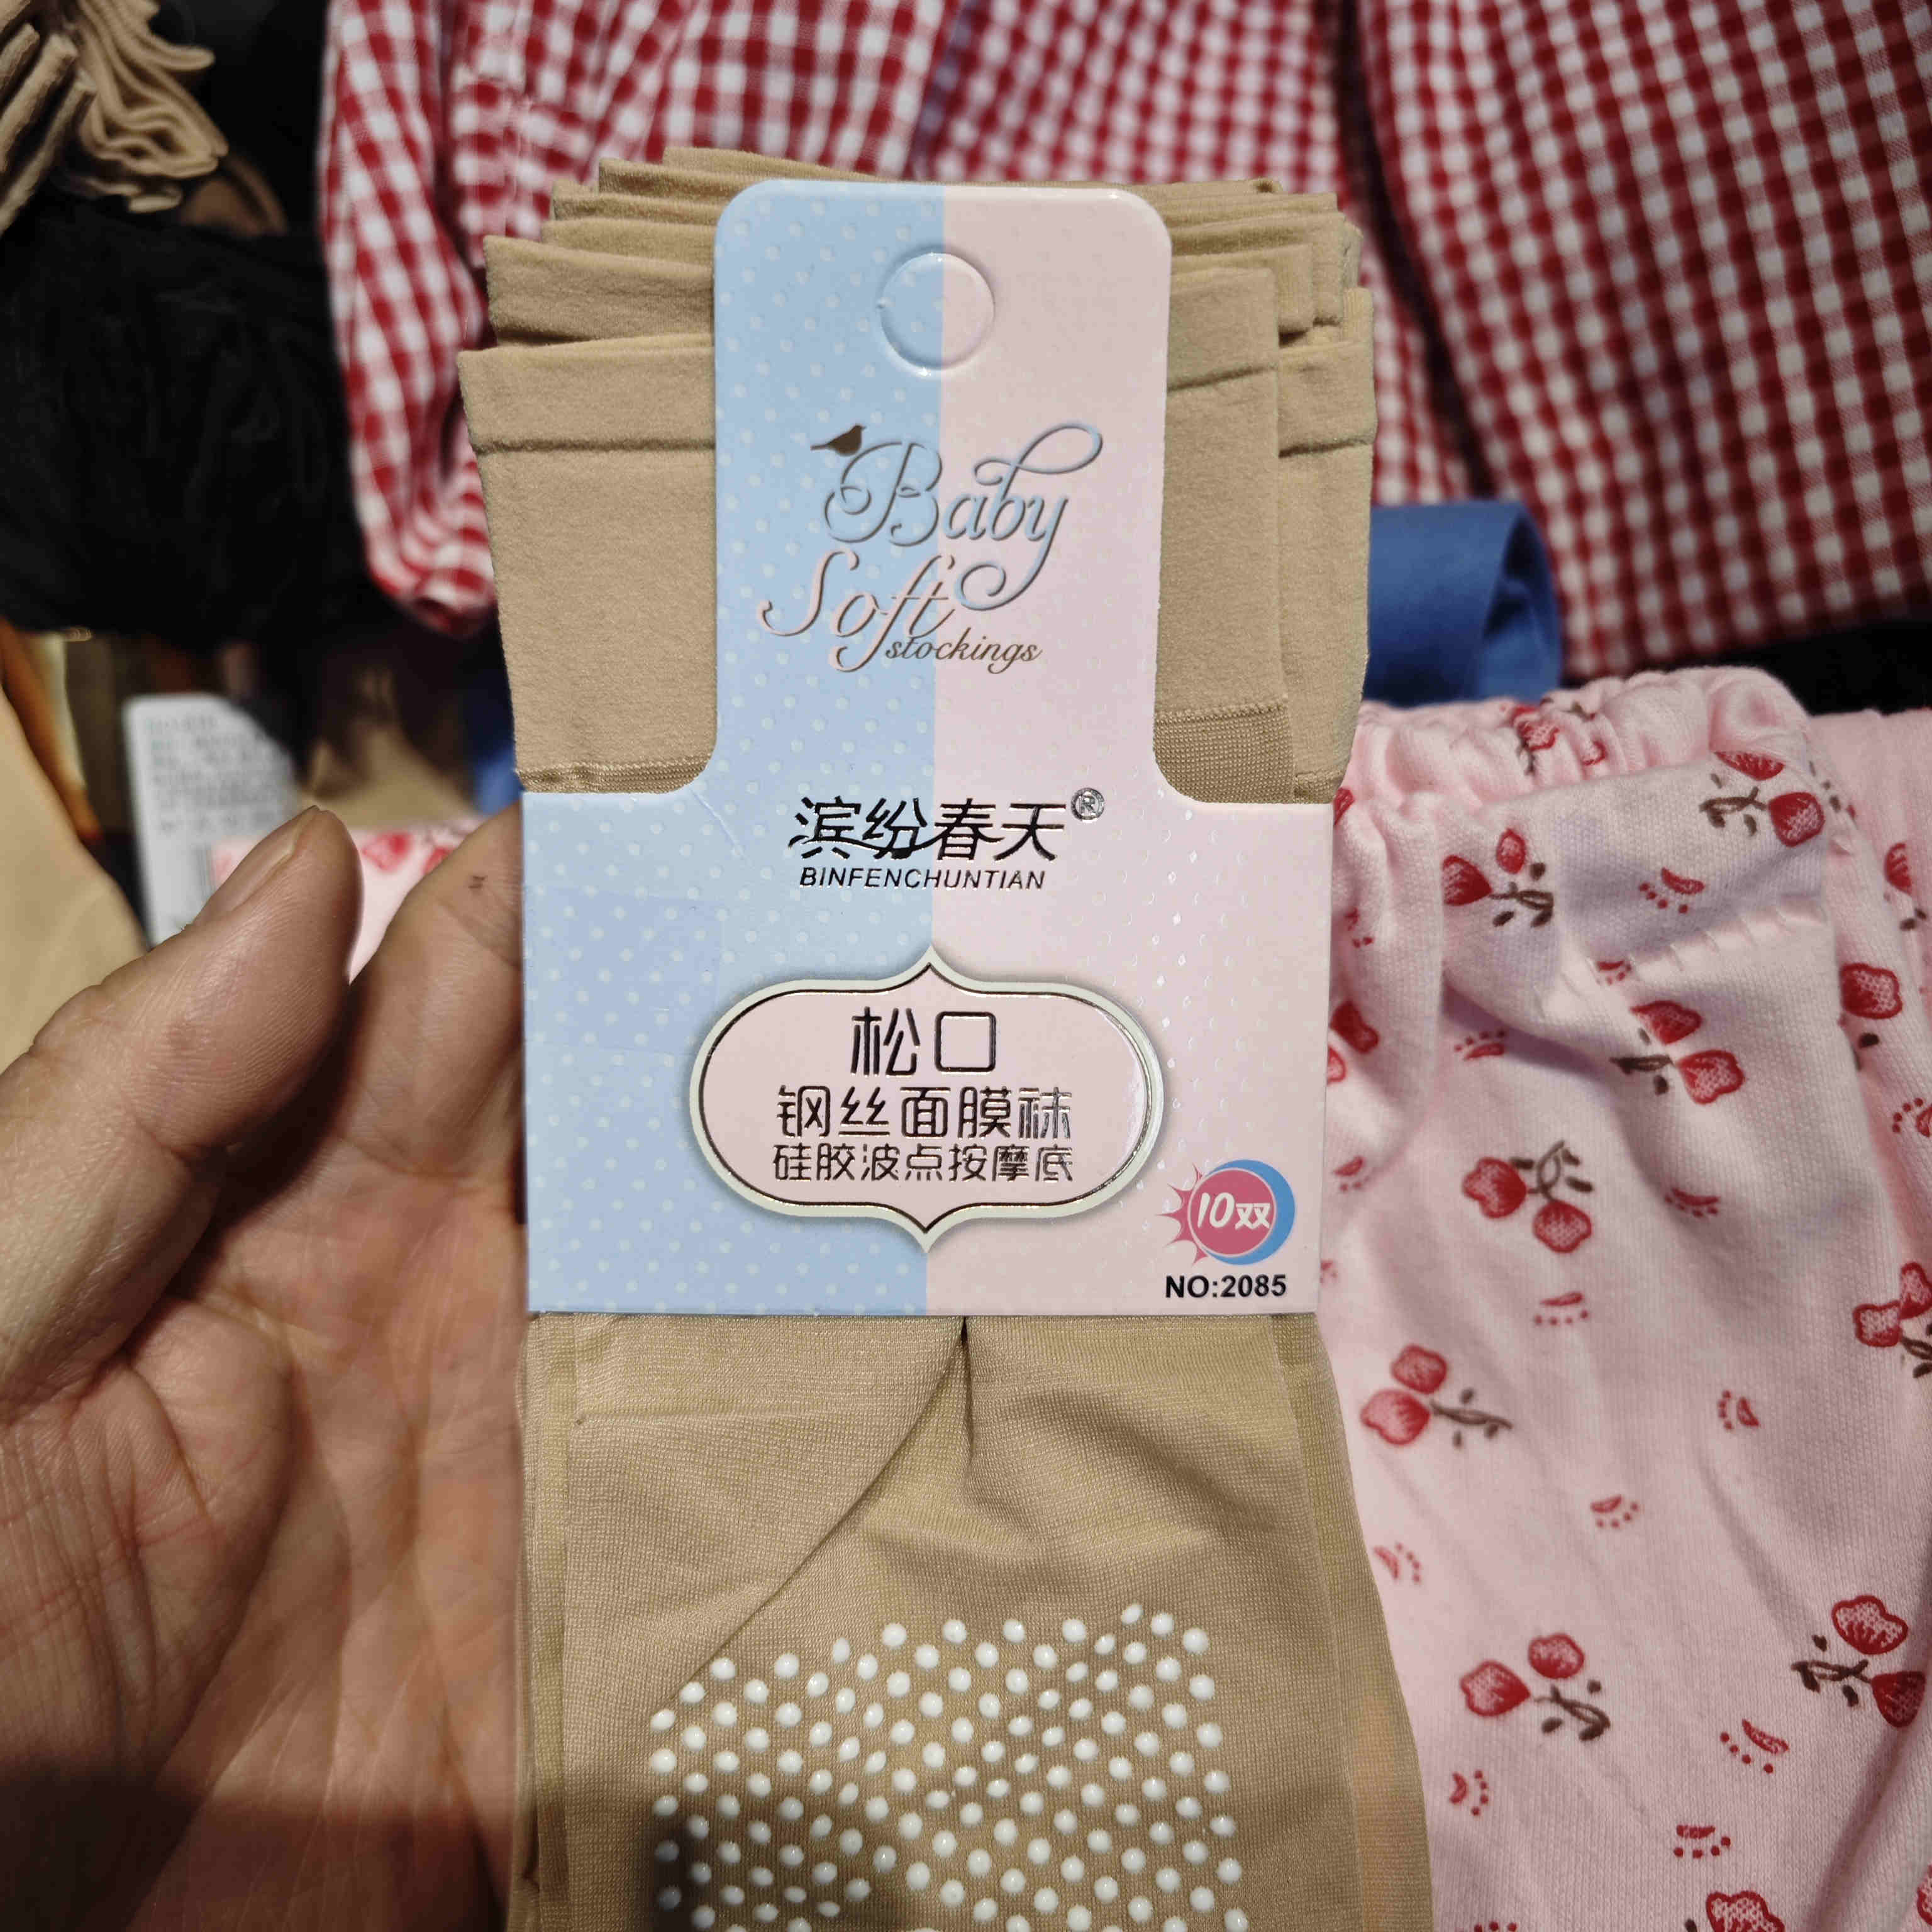 Baby
Soft
stockings
滨纷春天®
BINFENCHUNTIAN
松口
钢丝面膜袜
硅胶波点按摩底
10双
NO:2085